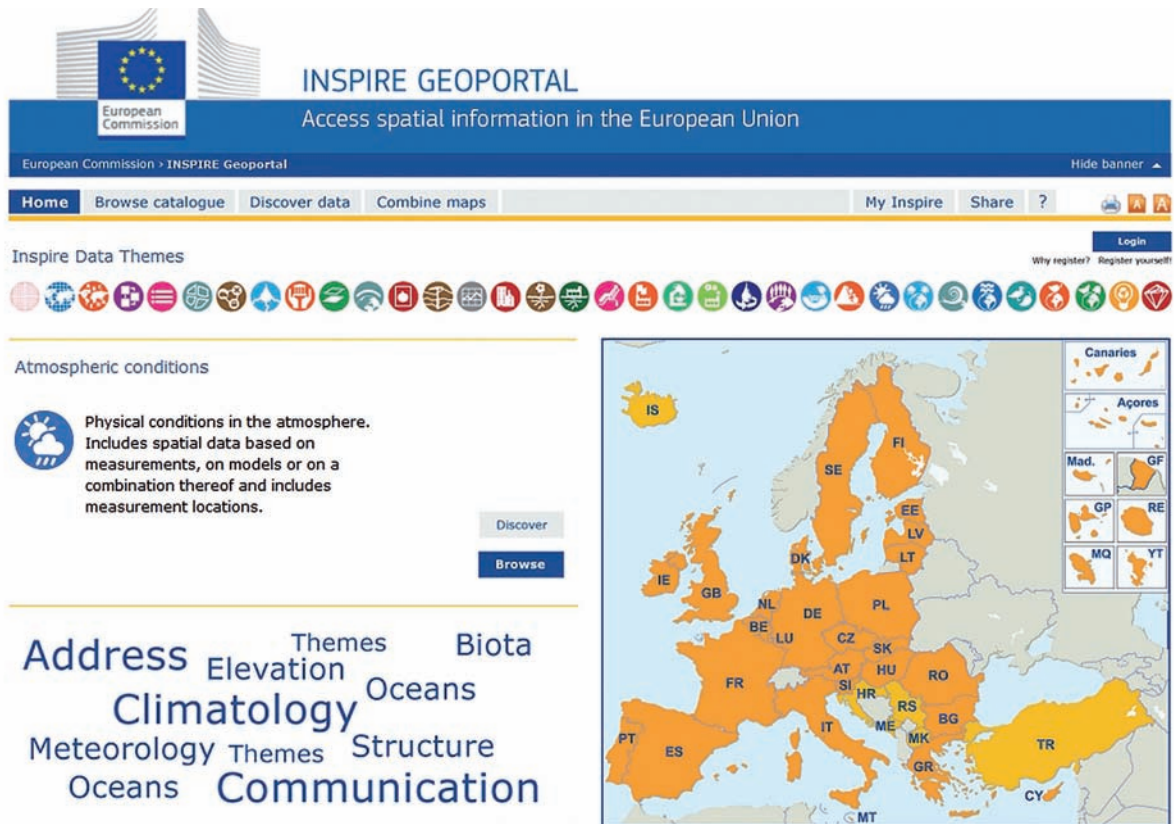 European
Commission
INSPIRE GEOPORTAL
Access spatial information in the European Union
European Commission › INSPIRE Geoportal
Hide banner
Home Browse catalogue Discover data Combine maps My Inspire Share ?
A A
Login
Inspire Data Themes
Why register? Register yourself!
Atmospheric conditions
Physical conditions in the atmosphere.
Includes spatial data based on
measurements, on models or on a
combination thereof and includes
measurement locations.
Discover
Browse
Address
Themes
Biota
Elevation
Oceans
Climatology
Meteorology
Themes
Structure
Oceans
Communication
Canaries
Açores
Mad.
GF
GP
RE
MQ
YT
IS
FI
SE
EE
LV
LT
DK
IE
GB
NL
BE
LU
DE
PL
CZ
SK
AT
HU
RO
FR
SI
HR
RS
BG
ME
MK
IT
PT
ES
GR
TR
CY
MT